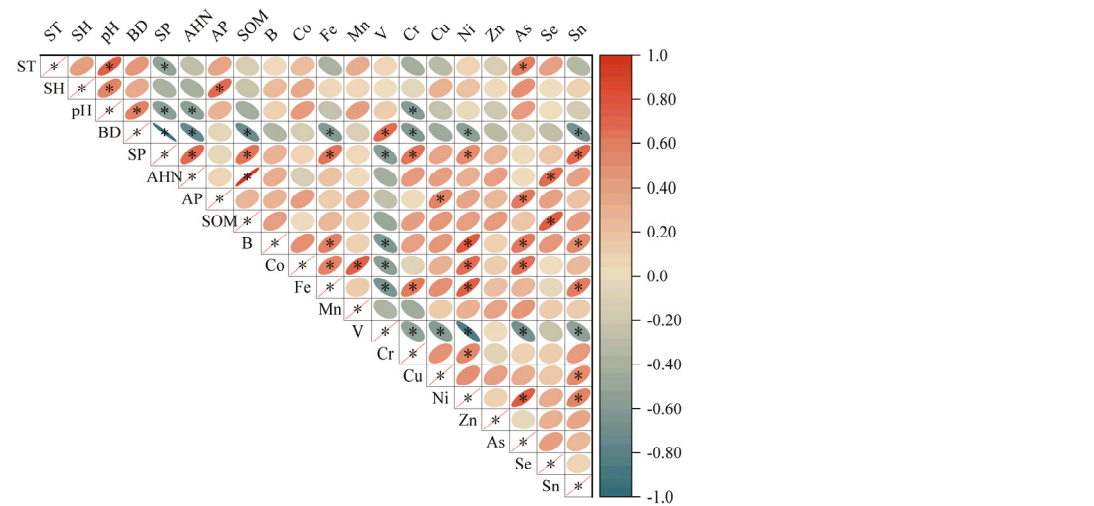 ST SH pH BD SP AHN AP SOM B Co Fe Mn V Cr Cu Ni Zn As Se Sn
ST * * * *
SH * * *
pH * * * * *
BD * * * * * * * * * *
SP * * * * * * * *
AHN * * *
AP * * *
SOM * *
B * * * * * *
Co * * * * * *
Fe * * * * *
Mn *
V * * * * * *
Cr * *
Cu * *
Ni * * *
Zn *
As *
Se *
Sn *
1.0
0.80
0.60
0.40
0.20
0.0
-0.20
-0.40
-0.60
-0.80
-1.0